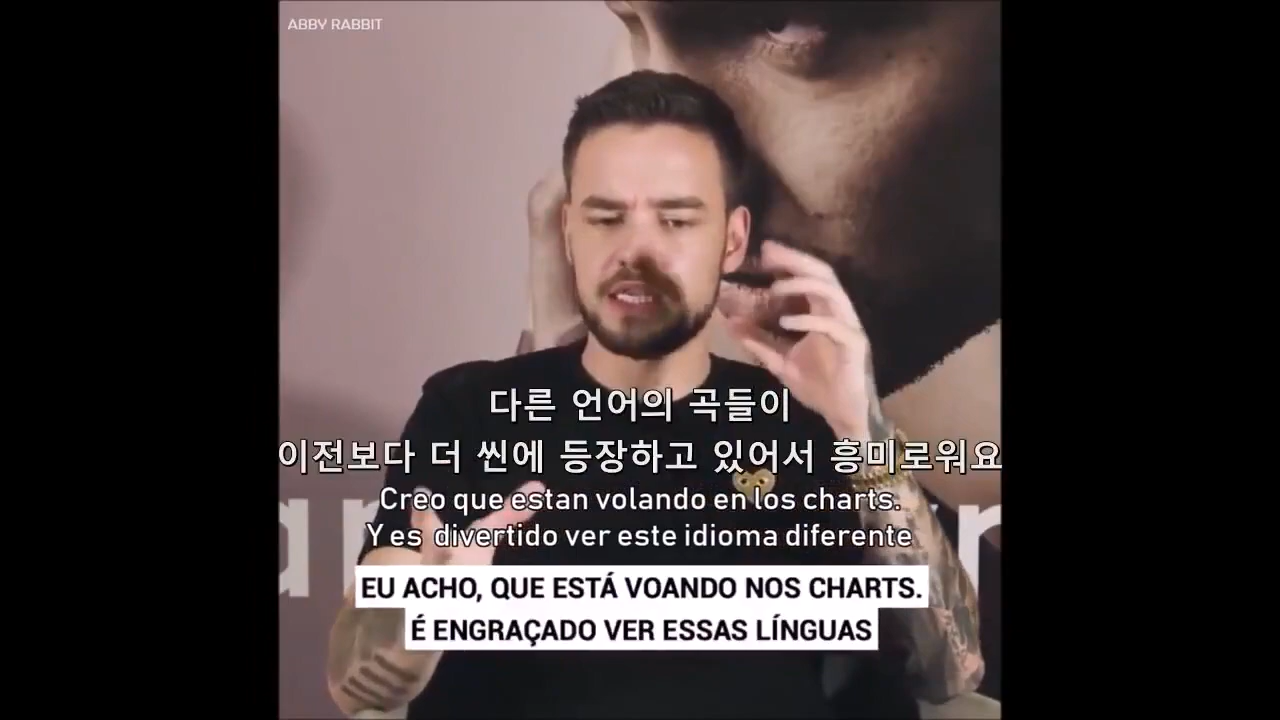 ABBY RABBIT
다른 언어의 곡들이
이전보다 더 씬에 등장하고 있어서 흥미로워요
Creo que estan volando en los charts.
Y es divertido ver este idioma diferente
EU ACHO, QUE ESTÁ VOANDO NOS CHARTS.
É ENGRAÇADO VER ESSAS LÍNGUAS